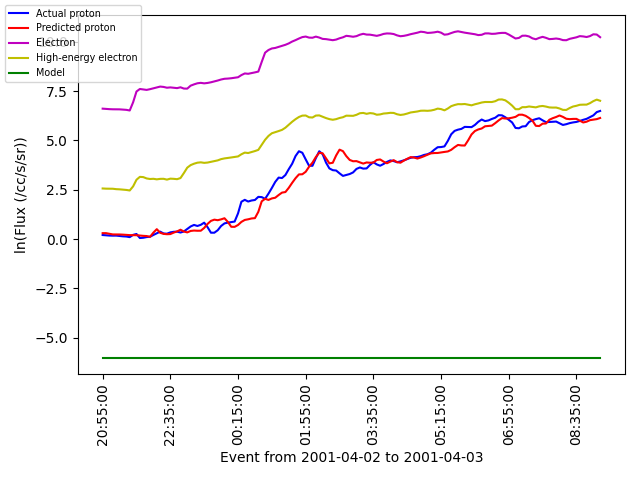 Actual proton
Predicted proton
Electron
High-energy electron
Model
7.5
5.0
2.5
0.0
−2.5
−5.0
ln(Flux (/cc/s/sr))
20:55:00
22:35:00
00:15:00
01:55:00
03:35:00
05:15:00
06:55:00
08:35:00
Event from 2001-04-02 to 2001-04-03